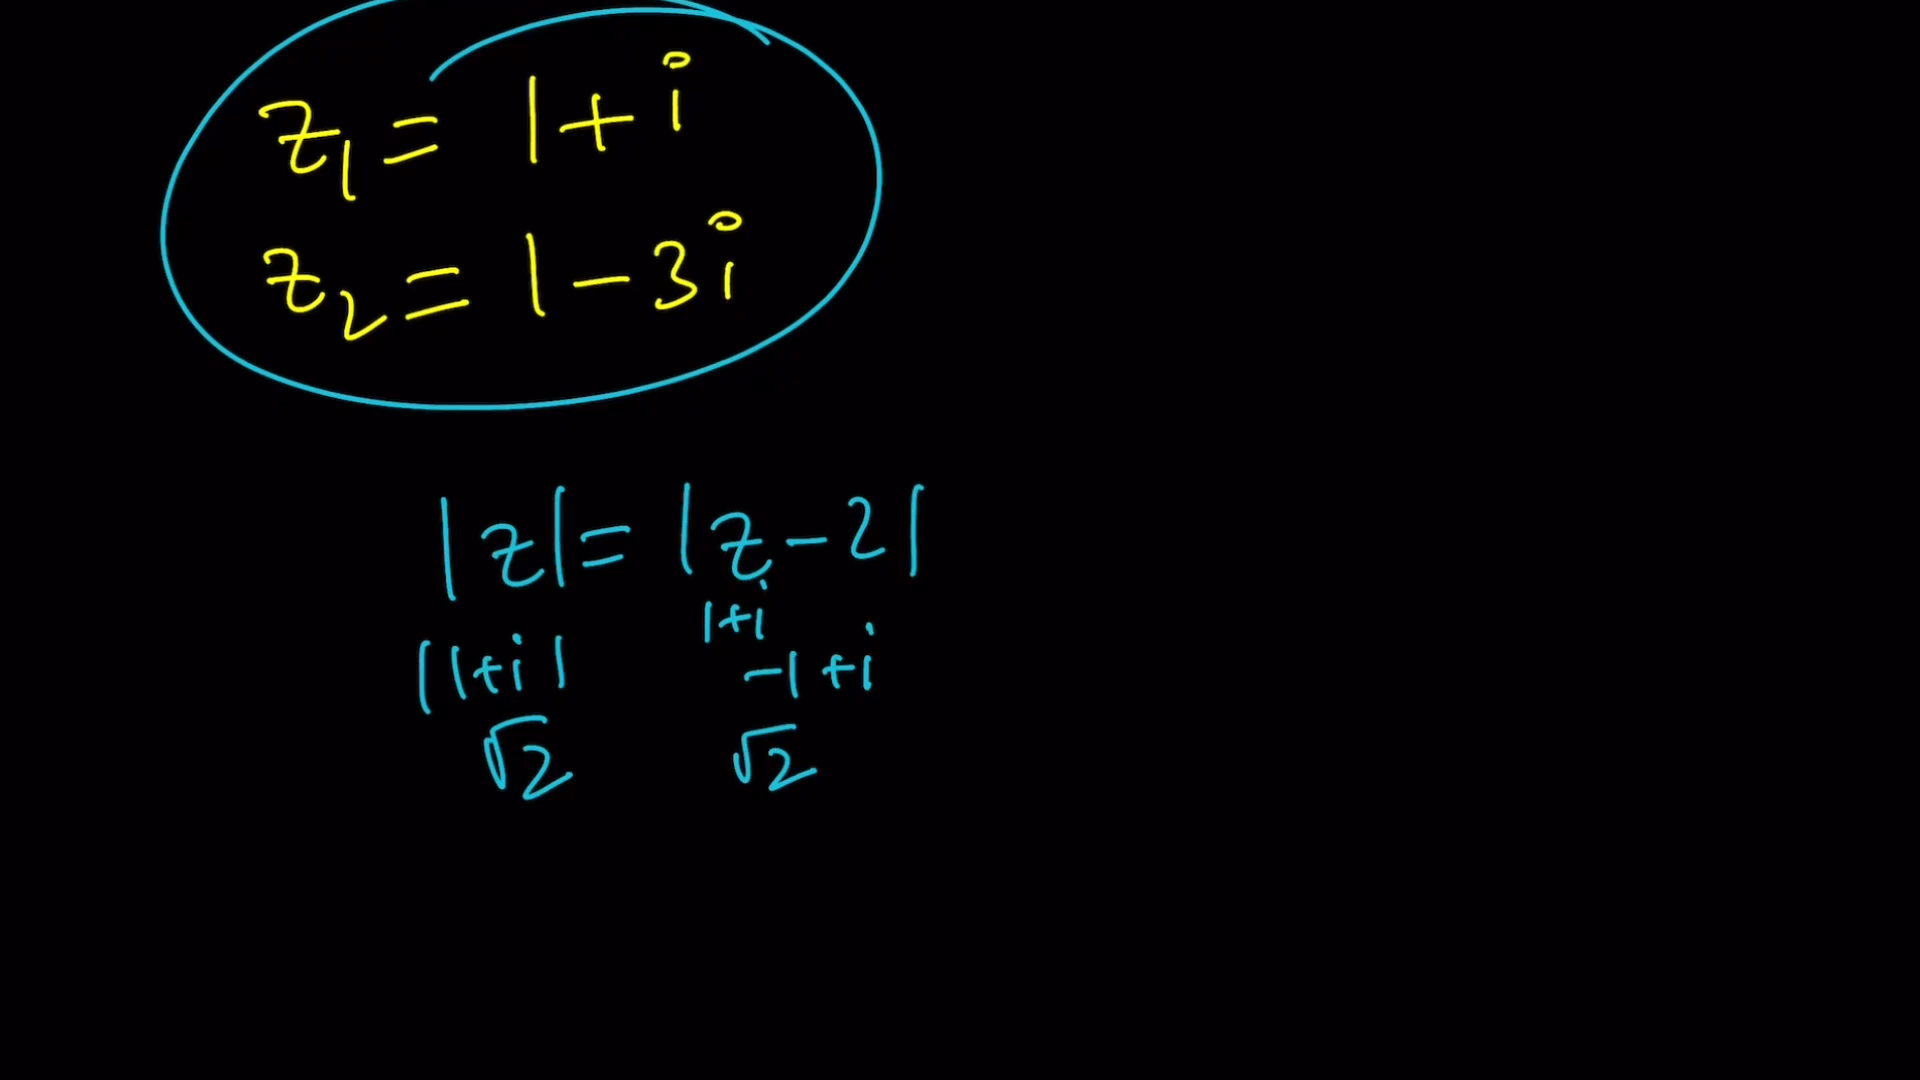 z₁ = 1 + i
z₂ = 1 - 3i
|z| = |z - 2|
1+i
|1+i| -1+i
√2 √2